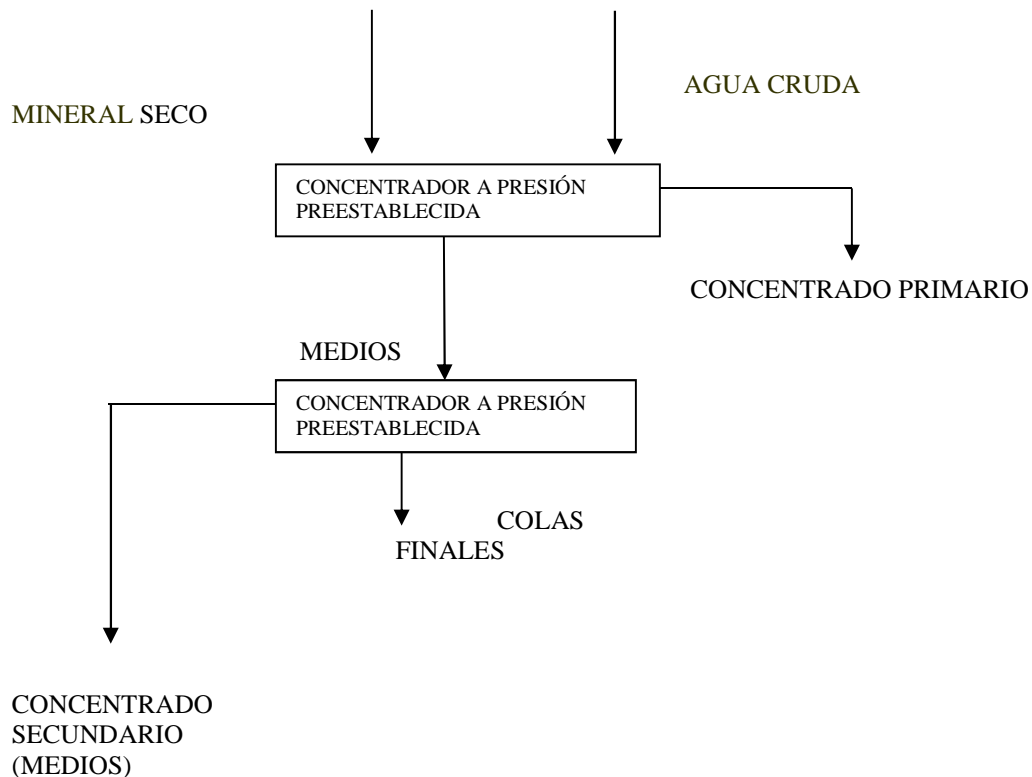 AGUA CRUDA
MINERAL SECO
CONCENTRADOR A PRESIÓN
PREESTABLECIDA
CONCENTRADO PRIMARIO
MEDIOS
CONCENTRADOR A PRESIÓN
PREESTABLECIDA
COLAS
FINALES
CONCENTRADO
SECUNDARIO
(MEDIOS)